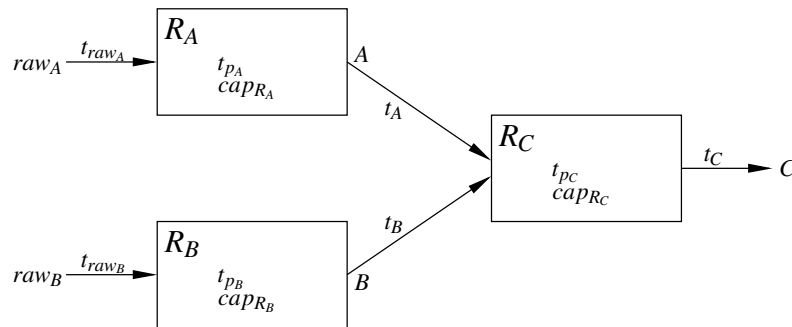 R_A
raw_A t_{raw_A}
t_{p_A}
cap_{R_A}
A
t_A
R_C
t_{p_C}
cap_{R_C}
t_C C
t_B
R_B
raw_B t_{raw_B}
t_{p_B}
cap_{R_B}
B